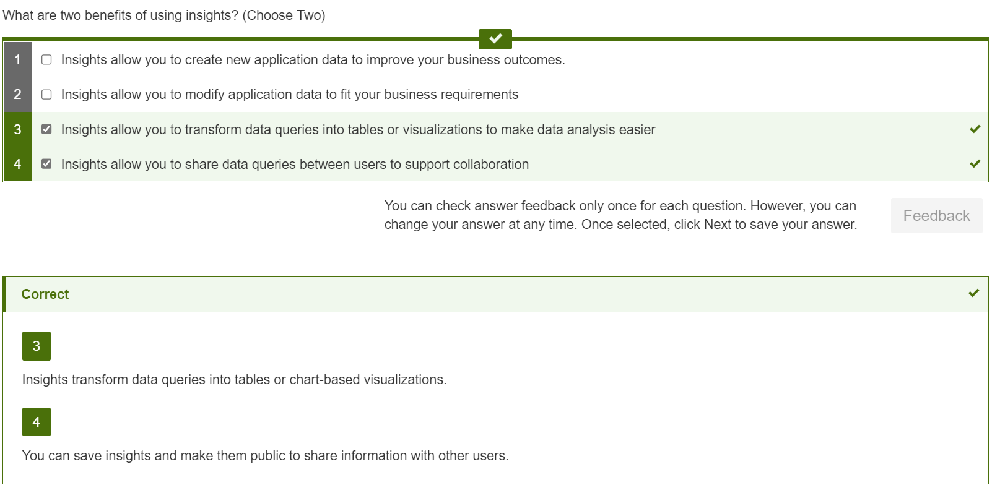 What are two benefits of using insights? (Choose Two)
1 Insights allow you to create new application data to improve your business outcomes.
2 Insights allow you to modify application data to fit your business requirements
3 Insights allow you to transform data queries into tables or visualizations to make data analysis easier
4 Insights allow you to share data queries between users to support collaboration
You can check answer feedback only once for each question. However, you can
change your answer at any time. Once selected, click Next to save your answer.
Feedback
Correct
3
Insights transform data queries into tables or chart-based visualizations.
4
You can save insights and make them public to share information with other users.